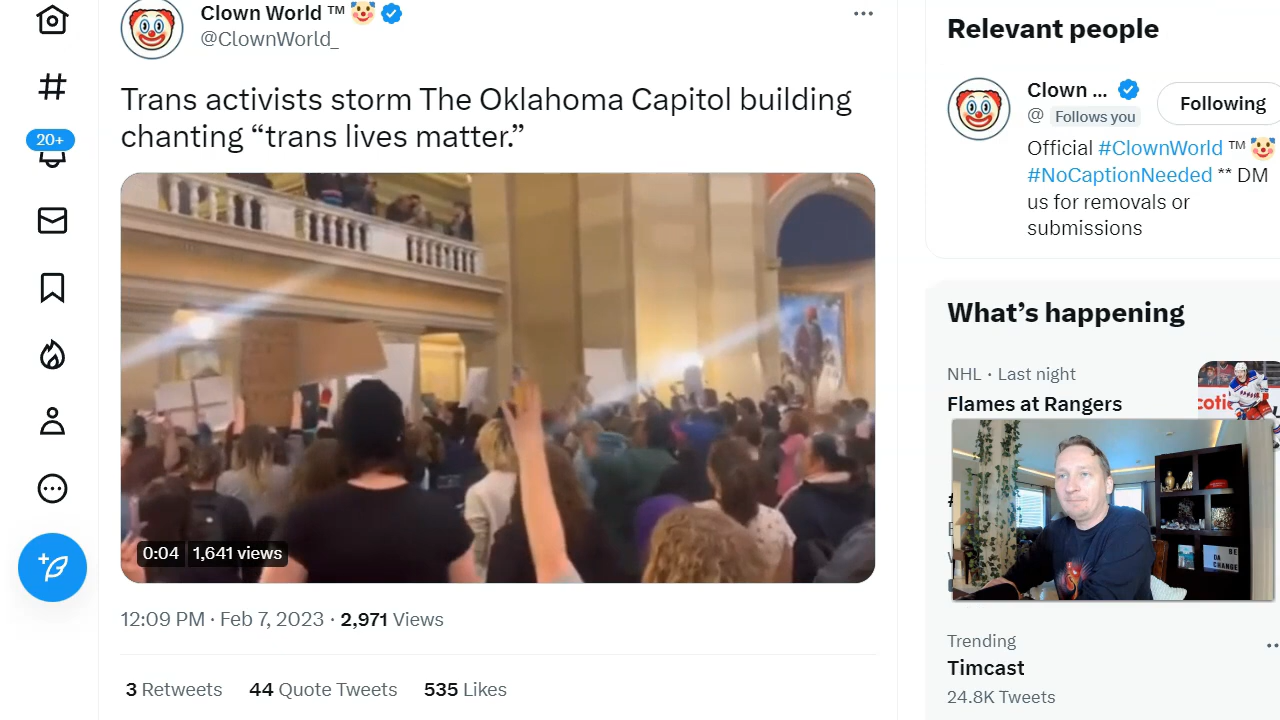 Clown World ™ 🤡
@ClownWorld_
Trans activists storm The Oklahoma Capitol building
chanting “trans lives matter.”
0:04 1,641 views
12:09 PM · Feb 7, 2023 · 2,971 Views
3 Retweets 44 Quote Tweets 535 Likes
20+
Relevant people
Clown ...
Following
@ Follows you
Official #ClownWorld ™ 🤡
#NoCaptionNeeded ** DM
us for removals or
submissions
What’s happening
NHL · Last night
Flames at Rangers
BE
DA
CHANGE
Trending
Timcast
24.8K Tweets